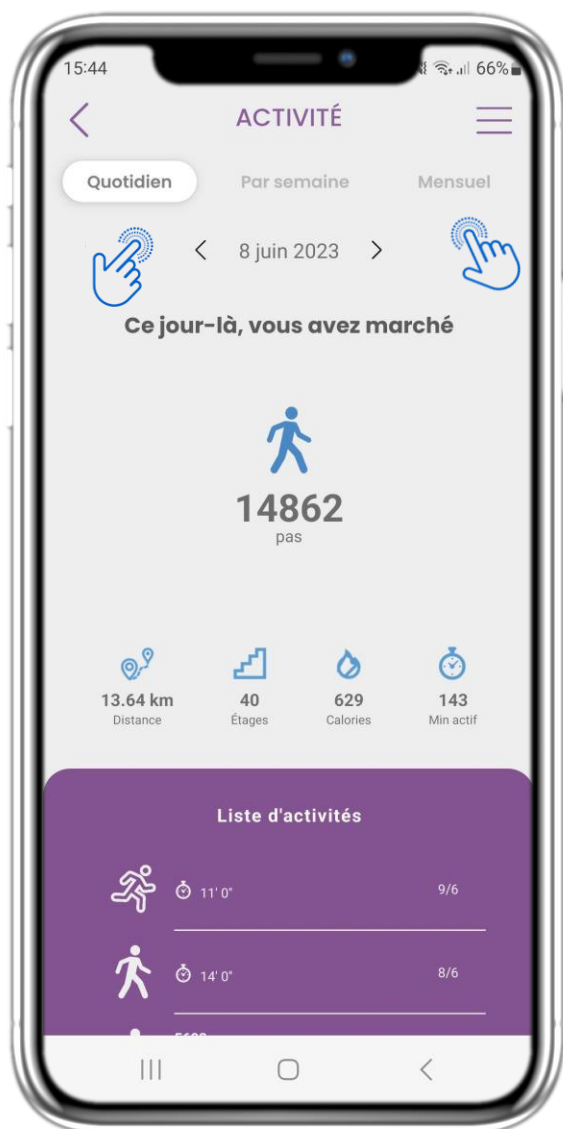 15:44 66%
ACTIVITÉ
Quotidien Par semaine Mensuel
8 juin 2023
Ce jour-là, vous avez marché
14862
pas
13.64 km 40 629 143
Distance Étages Calories Min actif
Liste d'activités
11' 0" 9/6
14' 0" 8/6